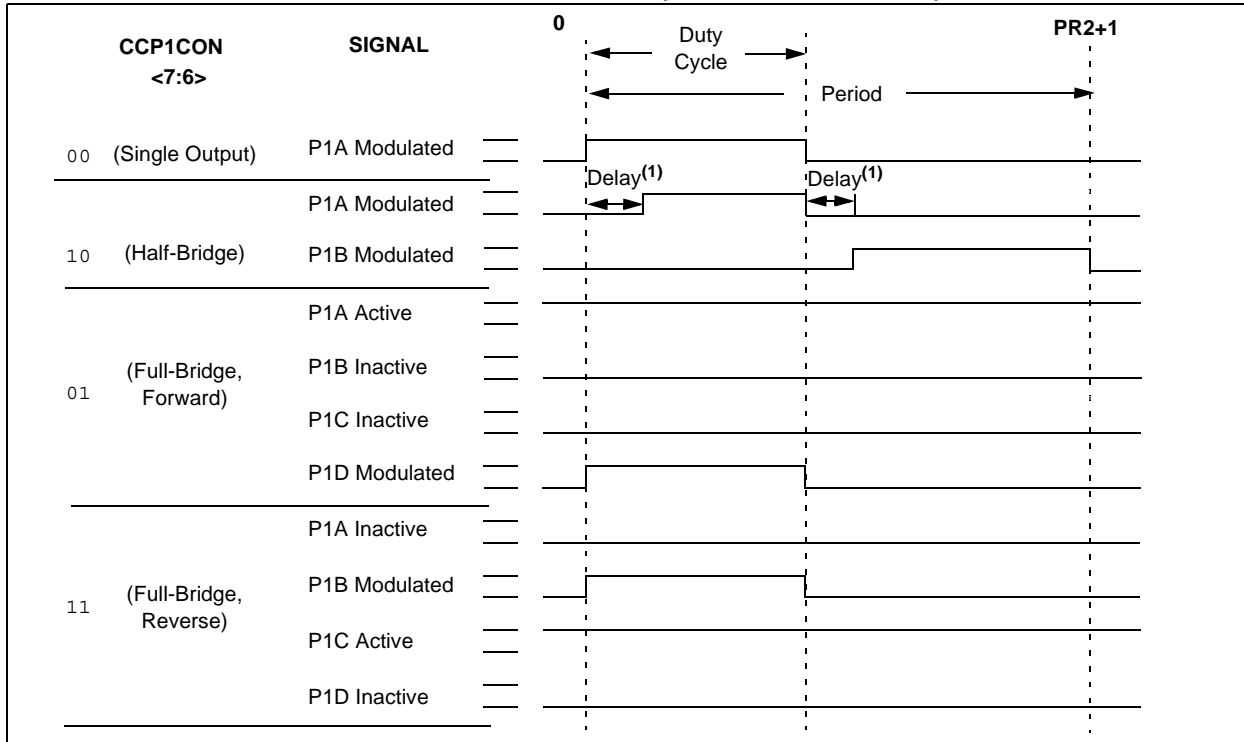 0
PR2+1
CCP1CON
<7:6>
SIGNAL
Duty
Cycle
Period
00 (Single Output) P1A Modulated
Delay(1) Delay(1)
P1A Modulated
10 (Half-Bridge) P1B Modulated
P1A Active
01 (Full-Bridge,
Forward)
P1B Inactive
P1C Inactive
P1D Modulated
P1A Inactive
11 (Full-Bridge,
Reverse)
P1B Modulated
P1C Active
P1D Inactive